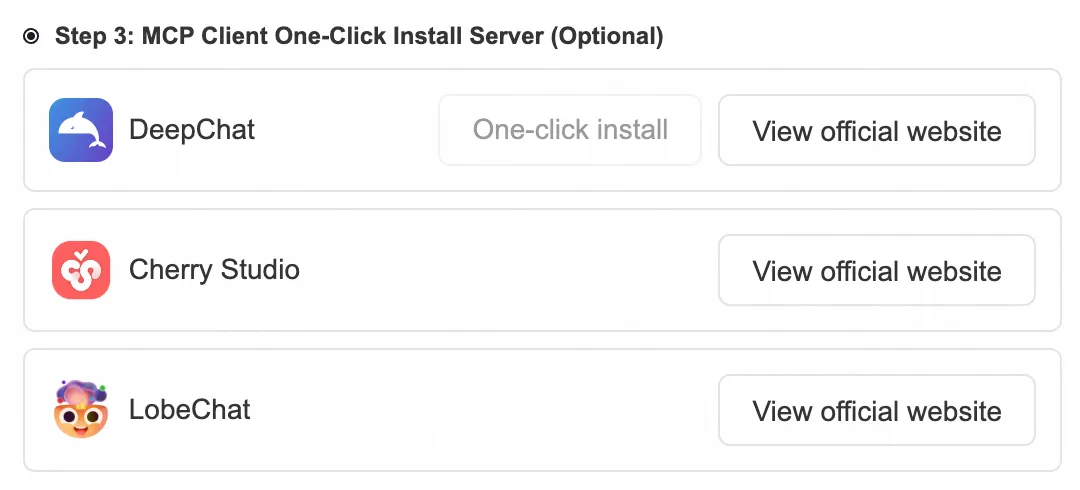 Step 3: MCP Client One-Click Install Server (Optional)
DeepChat One-click install View official website
Cherry Studio View official website
LobeChat View official website